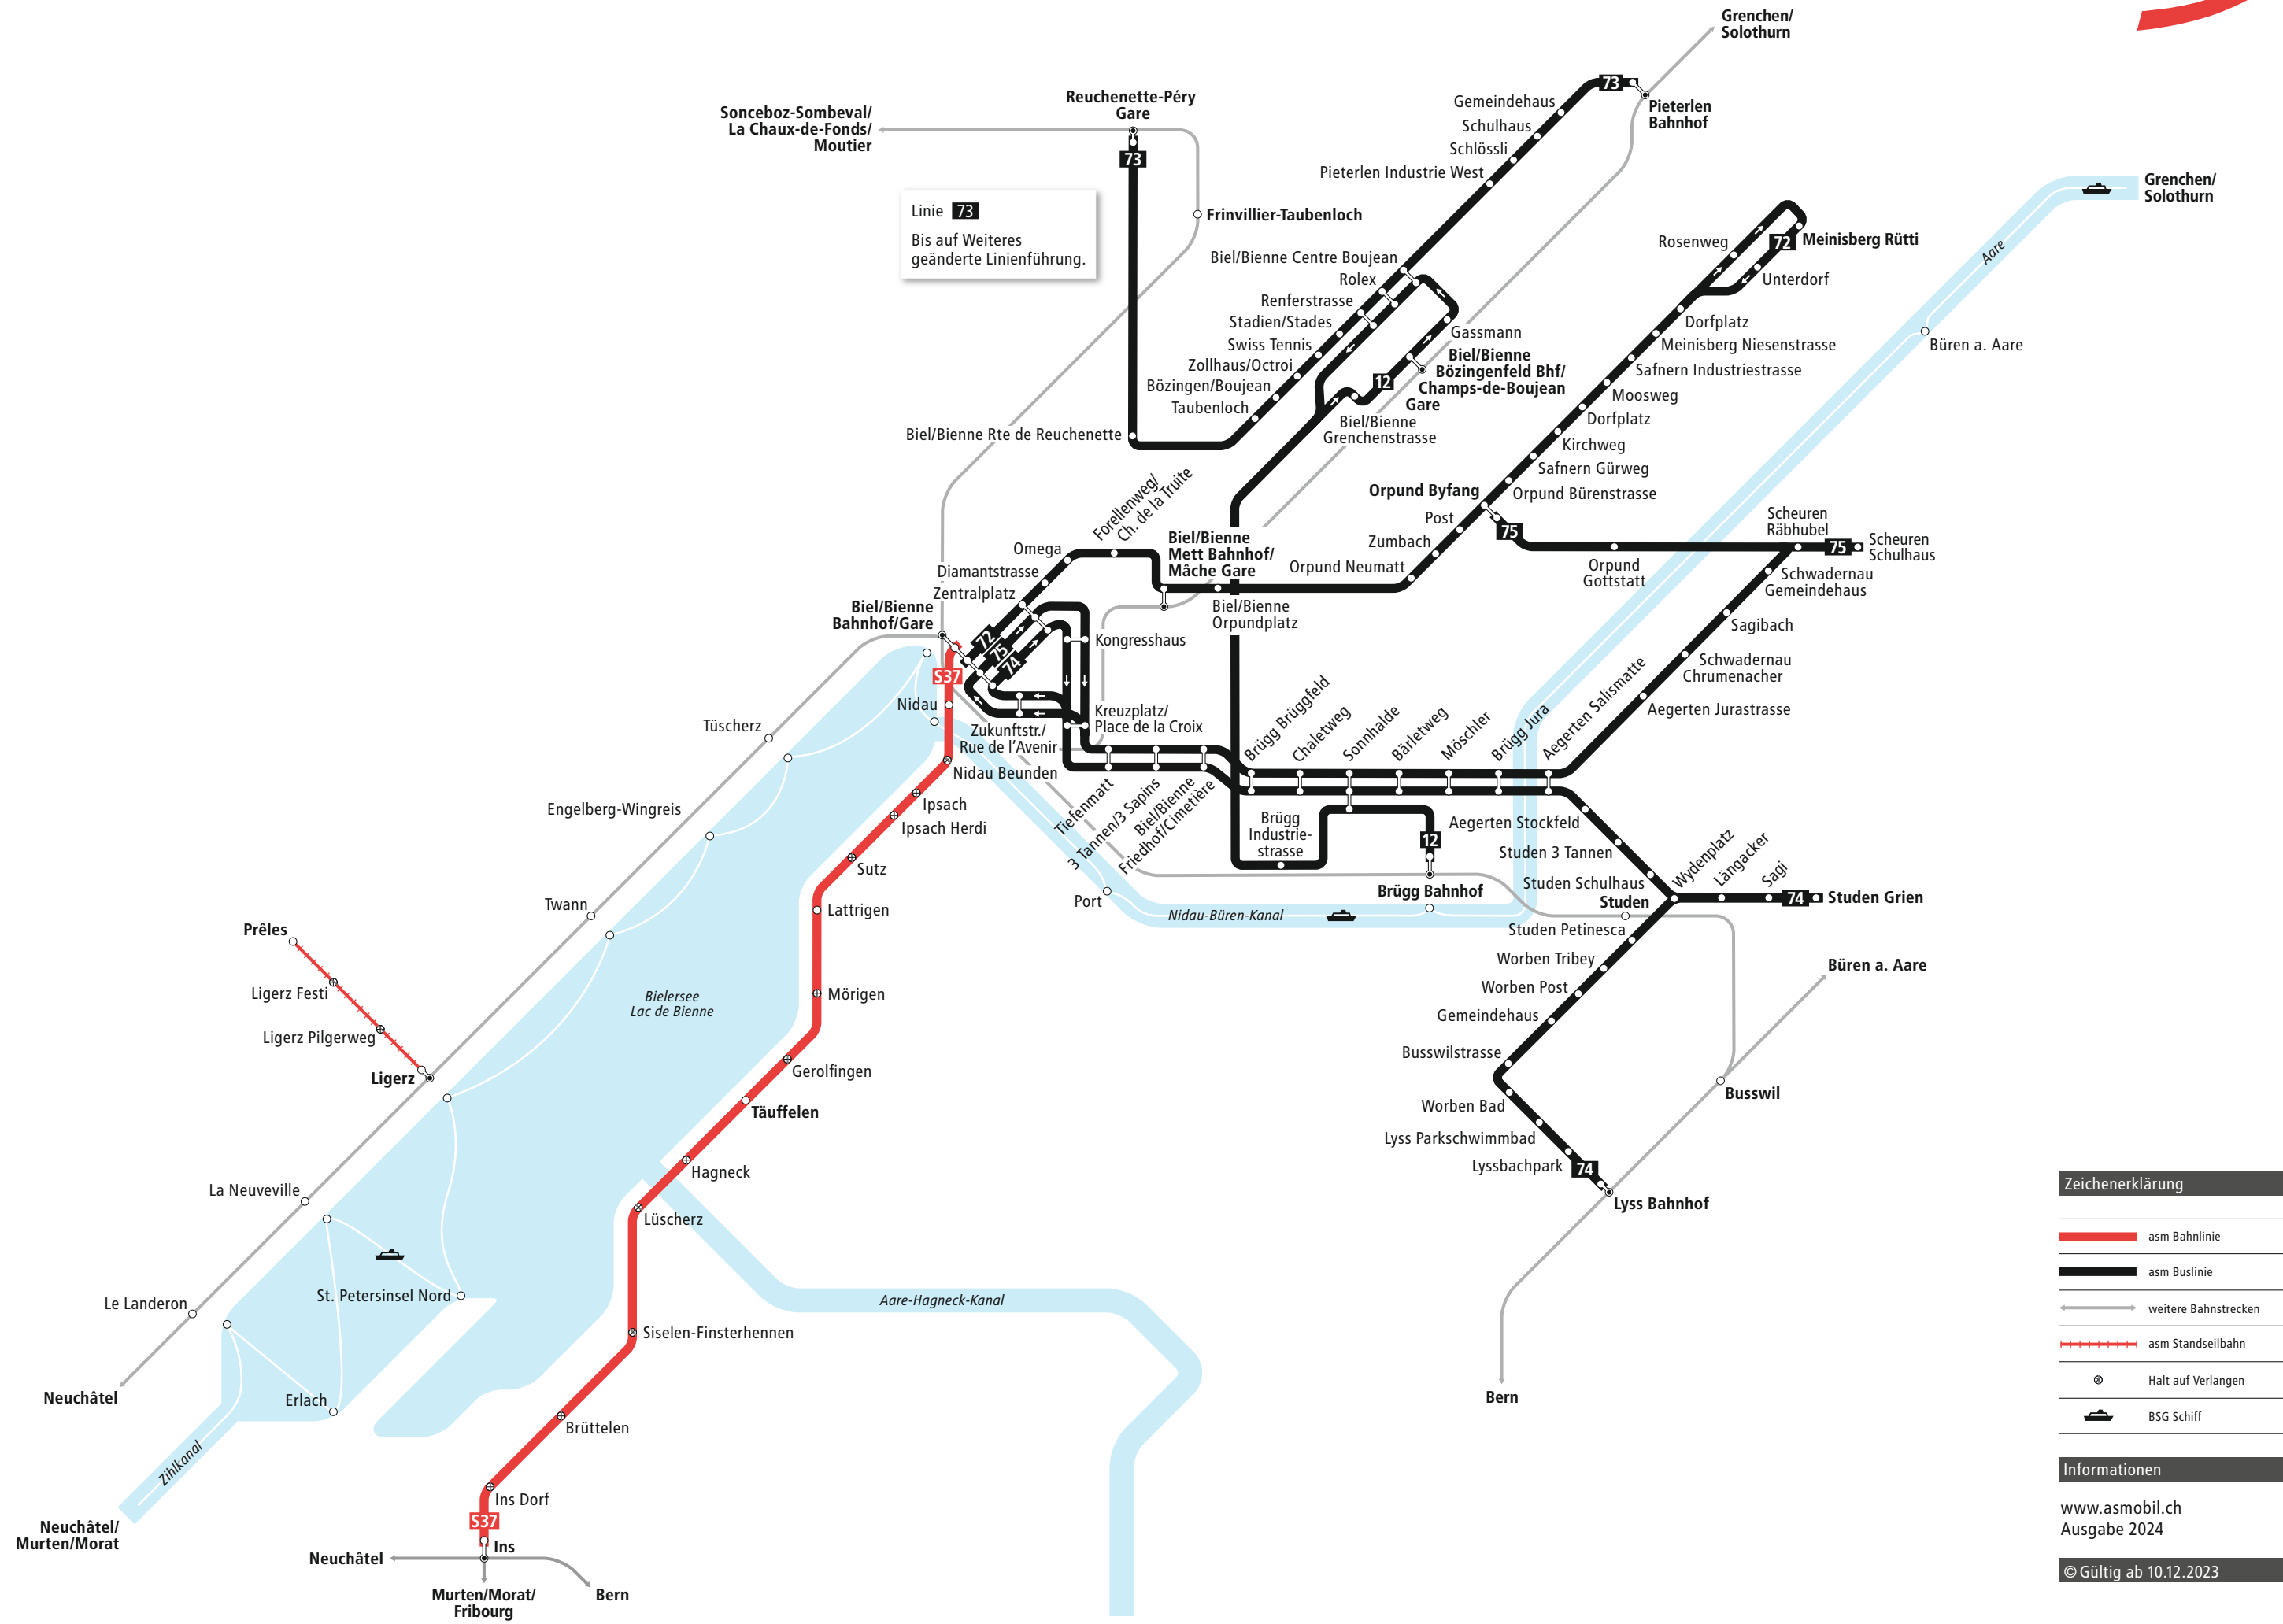 Grenchen/
Solothurn
Reuchenette-Péry
Gare
Sonceboz-Sombeval/
La Chaux-de-Fonds/
Moutier
73
73
Gemeindehaus
Pieterlen
Bahnhof
Schulhaus
Schlössli
Pieterlen Industrie West
Linie 73
Bis auf Weiteres
geänderte Linienführung.
Frinvillier-Taubenloch
Grenchen/
Solothurn
Aare
Rosenweg
72
Meinisberg Rütti
Unterdorf
Biel/Bienne Centre Boujean
Rolex
Renferstrasse
Stadien/Stades
Swiss Tennis
Zollhaus/Octroi
Bözingen/Boujean
Taubenloch
Biel/Bienne Rte de Reuchenette
Gassmann
Biel/Bienne
Bözingenfeld Bhf/
Champs-de-Boujean
Gare
12
Biel/Bienne
Grenchenstrasse
Dorfplatz
Meinisberg Niesenstrasse
Safnern Industriestrasse
Moosweg
Dorfplatz
Kirchweg
Safnern Gürweg
Orpund Bürenstrasse
Büren a. Aare
Orpund Byfang
Post
Zumbach
Orpund Neumatt
75
Orpund
Gottstatt
Scheuren
Räbhubel
75
Scheuren
Schulhaus
Schwadernau
Gemeindehaus
Sagibach
Schwadernau
Chrumenacher
Aegerten Jurastrasse
Forellenweg/
Ch. de la Truite
Omega
Diamantstrasse
Zentralplatz
Biel/Bienne
Mett Bahnhof/
Mâche Gare
Biel/Bienne
Orpundplatz
Biel/Bienne
Bahnhof/Gare
72
75
74
S37
Kongresshaus
Kreuzplatz/
Place de la Croix
Zukunftstr./
Rue de l'Avenir
Nidau
Nidau Beunden
Ipsach
Ipsach Herdi
Sutz
Lattrigen
Mörigen
Gerolfingen
Täuffelen
Hagneck
Lüscherz
Siselen-Finsterhennen
Brüttelen
Ins Dorf
S37
Ins
Tiefenmatt
3 Tannen/3 Sapins
Biel/Bienne
Friedhof/Cimetière
Brügg Brüggfeld
Chaletweg
Sonnhalde
Bärletweg
Möschler
Brügg Jura
Aegerten Salismatte
Brügg
Industrie-
strasse
12
Brügg Bahnhof
Aegerten Stockfeld
Studen 3 Tannen
Studen Schulhaus
Studen
Wydenplatz
Längacker
Sagi
74
Studen Grien
Studen Petinesca
Worben Tribey
Worben Post
Gemeindehaus
Busswilstrasse
Worben Bad
Lyss Parkschwimmbad
Lyssbachpark
74
Lyss Bahnhof
Büren a. Aare
Busswil
Bern
Port
Nidau-Büren-Kanal
Tüscherz
Engelberg-Wingreis
Twann
Prêles
Ligerz Festi
Ligerz Pilgerweg
Ligerz
Bielersee
Lac de Bienne
La Neuveville
Le Landeron
Neuchâtel
St. Petersinsel Nord
Erlach
Zihlkanal
Neuchâtel/
Murten/Morat
Aare-Hagneck-Kanal
Neuchâtel
Murten/Morat/
Fribourg
Bern
Zeichenerklärung
asm Bahnlinie
asm Buslinie
weitere Bahnstrecken
asm Standseilbahn
Halt auf Verlangen
BSG Schiff
Informationen
www.asmobil.ch
Ausgabe 2024
© Gültig ab 10.12.2023